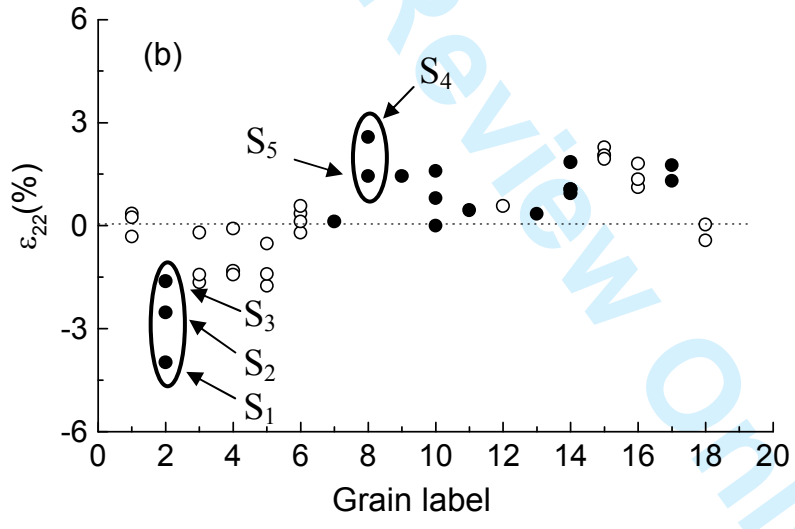 Review Onl
(b)
6
3
0
-3
-6
ε₂₂(%)
S₄
S₅
S₃
S₂
S₁
0 2 4 6 8 10 12 14 16 18 20
Grain label